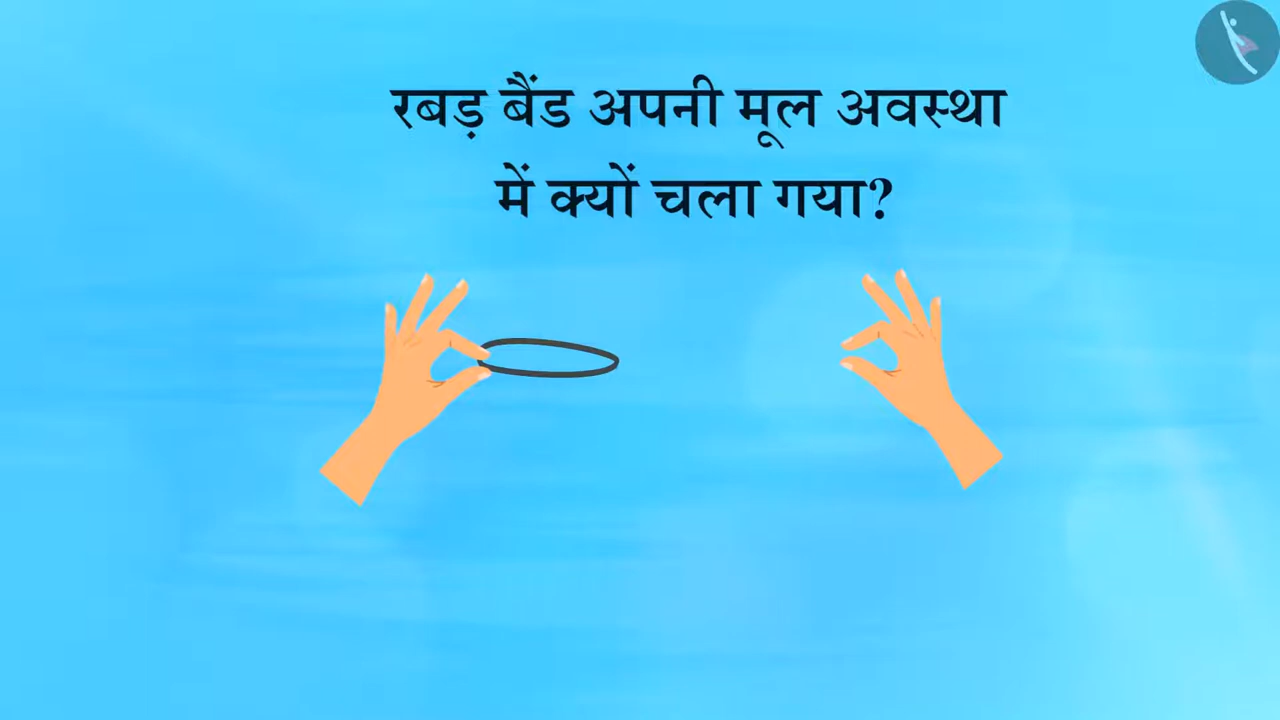 रबड़ बैंड अपनी मूल अवस्था
में क्यों चला गया?